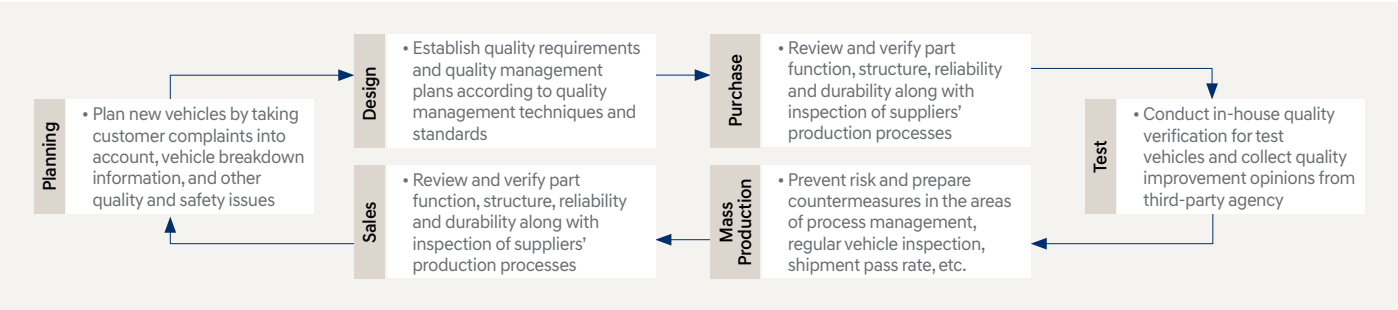 Planning
• Plan new vehicles by taking
customer complaints into
account, vehicle breakdown
information, and other
quality and safety issues
Design
• Establish quality requirements
and quality management
plans according to quality
management techniques and
standards
Purchase
• Review and verify part
function, structure, reliability
and durability along with
inspection of suppliers’
production processes
Test
• Conduct in-house quality
verification for test
vehicles and collect quality
improvement opinions from
third-party agency
Mass
Production
• Prevent risk and prepare
countermeasures in the areas
of process management,
regular vehicle inspection,
shipment pass rate, etc.
Sales
• Review and verify part
function, structure, reliability
and durability along with
inspection of suppliers’
production processes